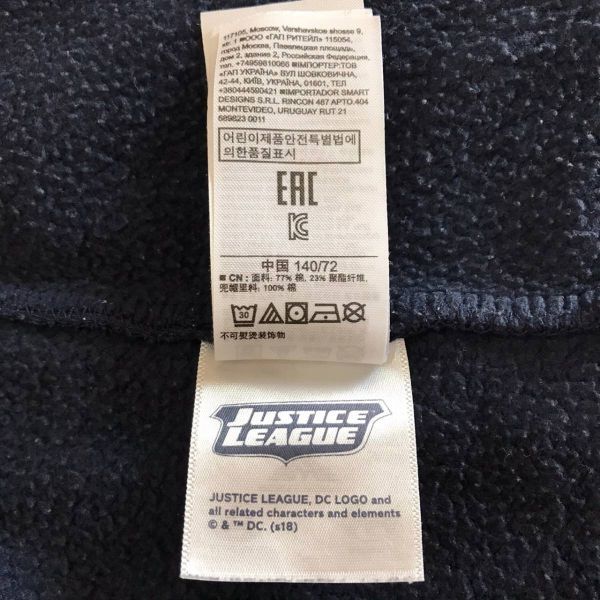 117105, Moscow, Varshavskoe shosse 9,
str. 1 ■ООО «ГАП РИТЕЙЛ» 115054,
город Москва, Павелецкая площадь,
дом 2, здание 2, Российская Федерация,
тел. +74959810066 ■ІМПОРТЕР:ТОВ
«ГАП УКРАЇНА» ВУЛ ШОВКОВИЧНА,
42-44, КИЇВ, УКРАЇНА, 01601
+380444590421 ■IMPORTADOR SMART
DESIGNS S.R.L. RINCON 487 APTO.404
MONTEVIDEO, URUGUAY RUT 21
689823 0011
어린이제품안전특별법에
의한품질표시
EAC
KC
中国 140/72
■ CN : 面料: 77% 棉, 23% 聚酯纤维,
兜帽里料: 100% 棉
30
不可熨烫装饰物
JUSTICE
LEAGUE
JUSTICE LEAGUE, DC LOGO and
all related characters and elements
© & ™ DC. (s18)